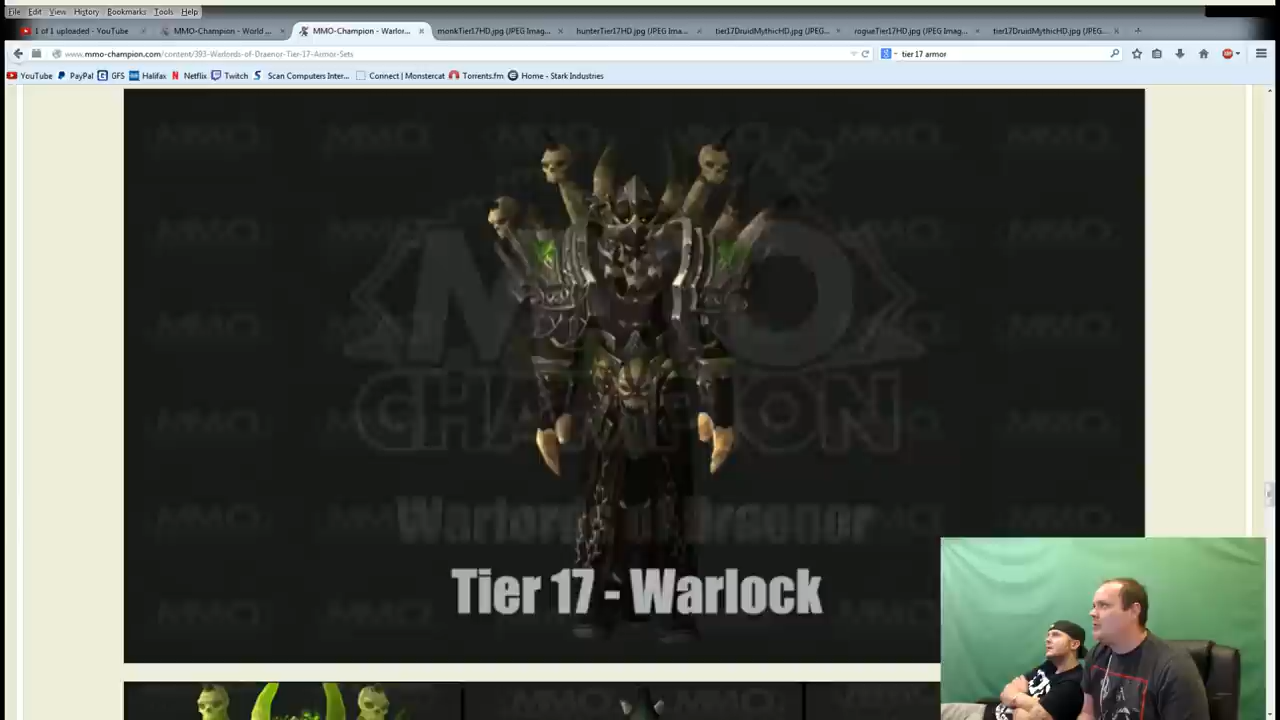 File Edit View History Bookmarks Tools Help
1 of 1 uploaded - YouTube × MMO-Champion - World ... × MMO-Champion - Warlor... × monkTier17HD.jpg (JPEG Imag... × hunterTier17HD.jpg (JPEG Ima... × tier17DruidMythicHD.jpg (JPEG... × rogueTier17HD.jpg (JPEG Imag... × tier17DruidMythicHD.jpg (JPEG... × +
www.mmo-champion.com/content/393-Warlords-of-Draenor-Tier-17-Armor-Sets tier 17 armor
YouTube PayPal GFS Halifax Netflix Twitch Scan Computers Inter... Connect | Monstercat Torrents.fm Home - Stark Industries
MMO
CHAMPION
Warlords of Draenor
Tier 17 - Warlock